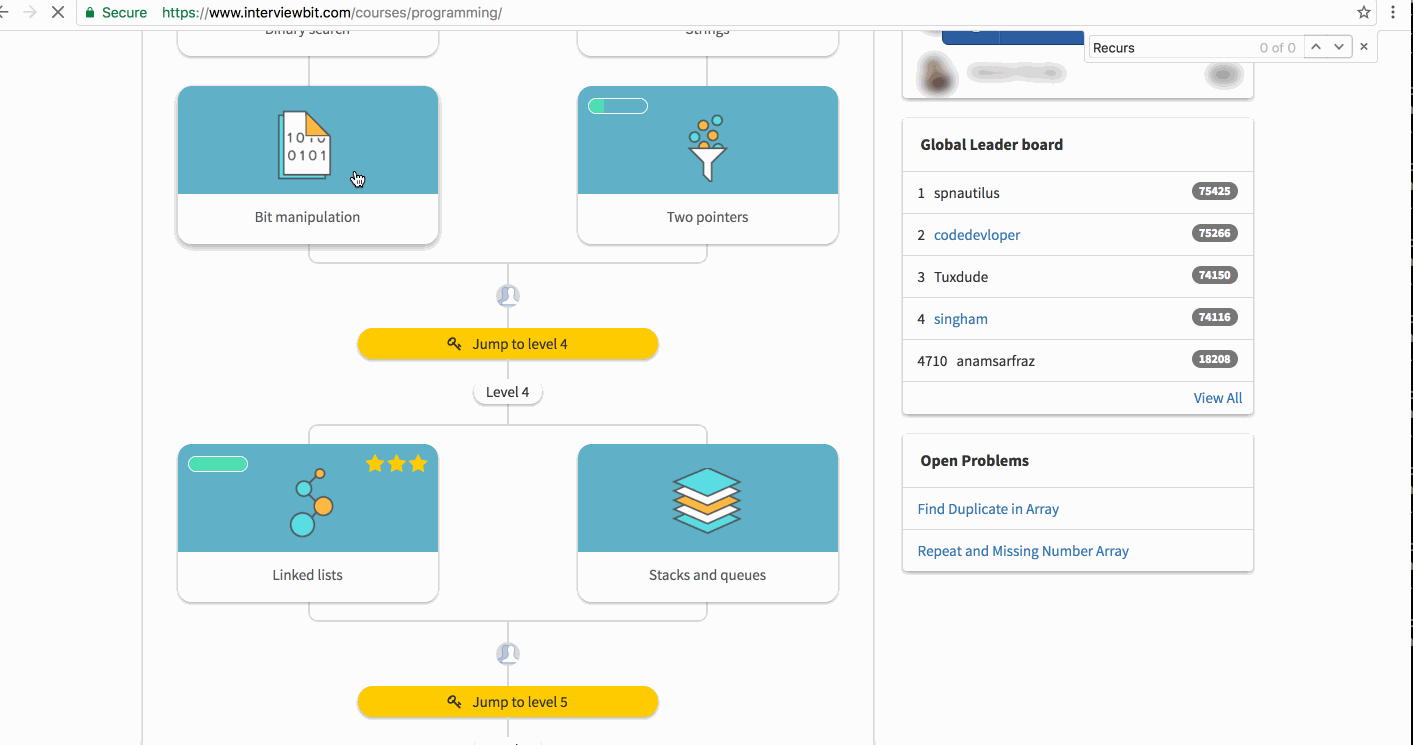 Secure https://www.interviewbit.com/courses/programming/
Recurs 0 of 0
Binary search
Strings
1010
0101
Bit manipulation
Two pointers
Jump to level 4
Level 4
Linked lists
Stacks and queues
Jump to level 5
Global Leader board
1 spnautilus 75425
2 codedevloper 75266
3 Tuxdude 74150
4 singham 74116
4710 anamsarfraz 18208
View All
Open Problems
Find Duplicate in Array
Repeat and Missing Number Array